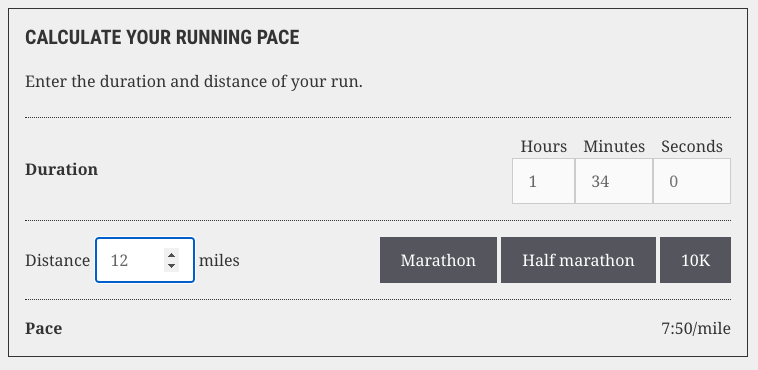 CALCULATE YOUR RUNNING PACE
Enter the duration and distance of your run.
Hours Minutes Seconds
Duration 1 34 0
Distance 12 miles Marathon Half marathon 10K
Pace 7:50/mile